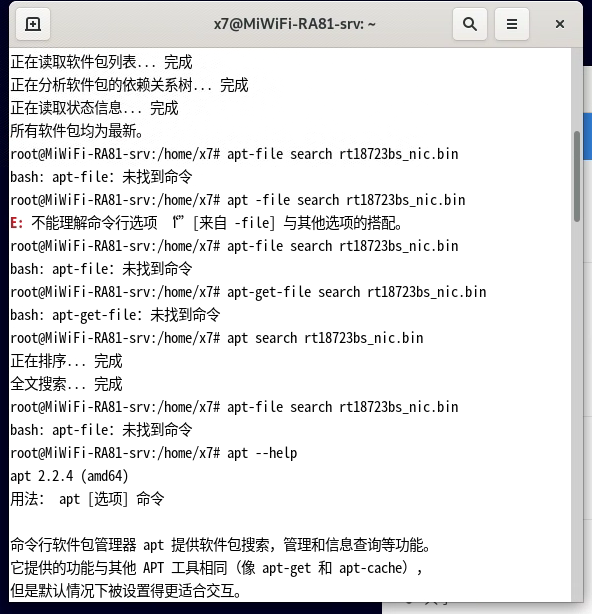 x7@MiWiFi-RA81-srv: ~
正在读取软件包列表... 完成
正在分析软件包的依赖关系树... 完成
正在读取状态信息... 完成
所有软件包均为最新。
root@MiWiFi-RA81-srv:/home/x7# apt-file search rt18723bs_nic.bin
bash: apt-file: 未找到命令
root@MiWiFi-RA81-srv:/home/x7# apt -file search rt18723bs_nic.bin
E: 不能理解命令行选项 “f” [来自 -file] 与其他选项的搭配。
root@MiWiFi-RA81-srv:/home/x7# apt-file search rt18723bs_nic.bin
bash: apt-file: 未找到命令
root@MiWiFi-RA81-srv:/home/x7# apt-get-file search rt18723bs_nic.bin
bash: apt-get-file: 未找到命令
root@MiWiFi-RA81-srv:/home/x7# apt search rt18723bs_nic.bin
正在排序... 完成
全文搜索... 完成
root@MiWiFi-RA81-srv:/home/x7# apt-file search rt18723bs_nic.bin
bash: apt-file: 未找到命令
root@MiWiFi-RA81-srv:/home/x7# apt --help
apt 2.2.4 (amd64)
用法： apt [选项] 命令
命令行软件包管理器 apt 提供软件包搜索，管理和信息查询等功能。
它提供的功能与其他 APT 工具相同（像 apt-get 和 apt-cache），
但是默认情况下被设置得更适合交互。